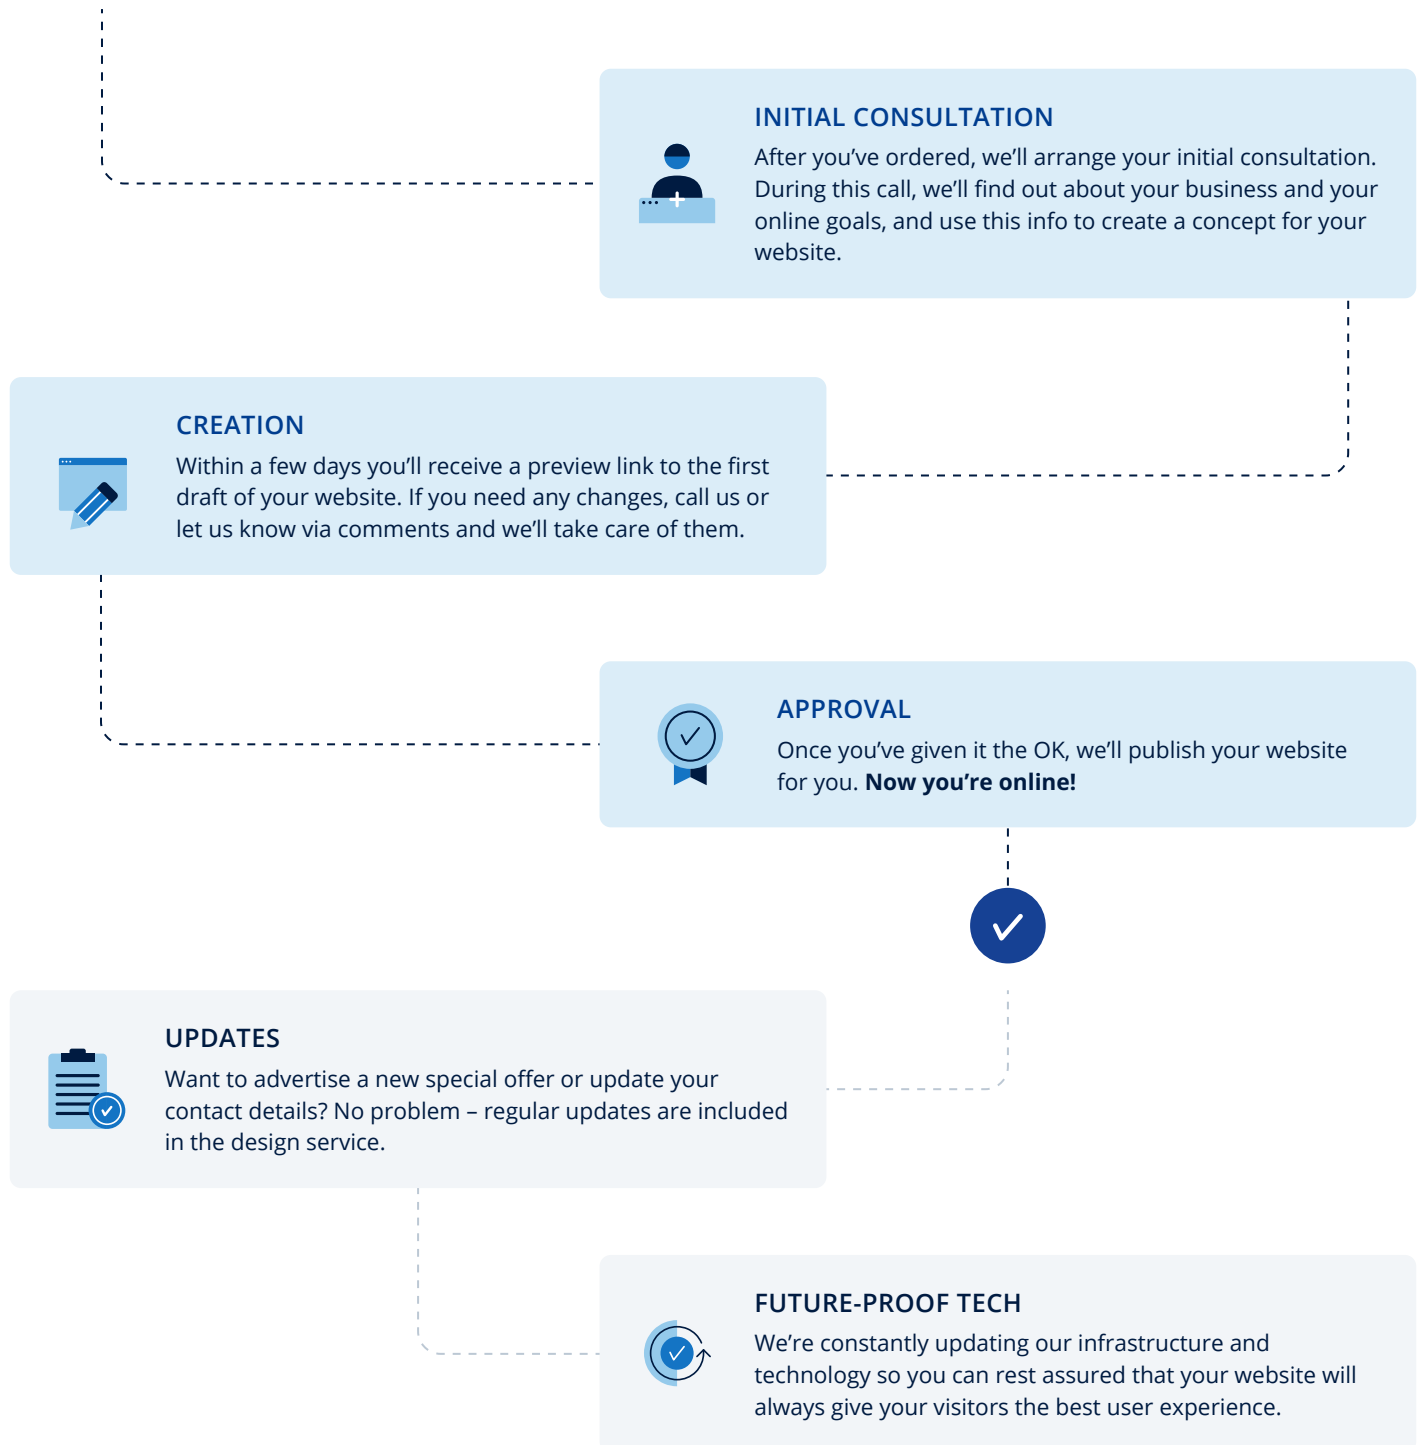 INITIAL CONSULTATION
After you’ve ordered, we’ll arrange your initial consultation.
During this call, we’ll find out about your business and your
online goals, and use this info to create a concept for your
website.
CREATION
Within a few days you’ll receive a preview link to the first
draft of your website. If you need any changes, call us or
let us know via comments and we’ll take care of them.
APPROVAL
Once you’ve given it the OK, we’ll publish your website
for you. Now you’re online!
UPDATES
Want to advertise a new special offer or update your
contact details? No problem – regular updates are included
in the design service.
FUTURE-PROOF TECH
We’re constantly updating our infrastructure and
technology so you can rest assured that your website will
always give your visitors the best user experience.